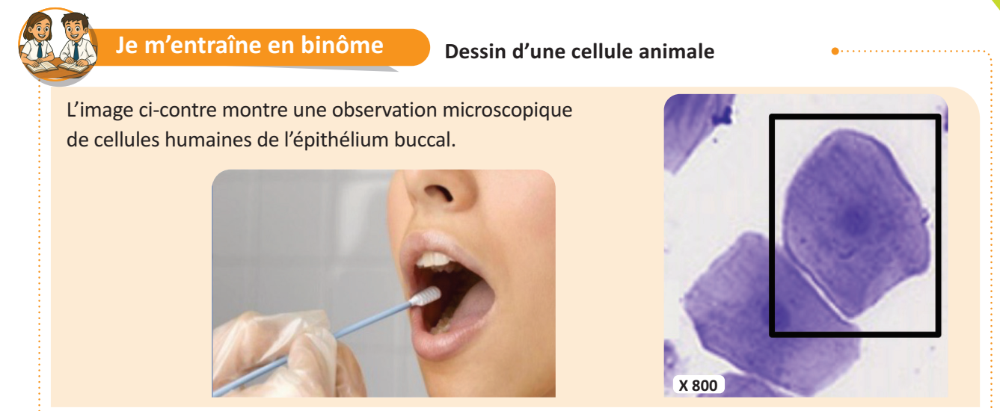 Je m'entraîne en binôme
Dessin d'une cellule animale
L'image ci-contre montre une observation microscopique
de cellules humaines de l'épithélium buccal.
X 800